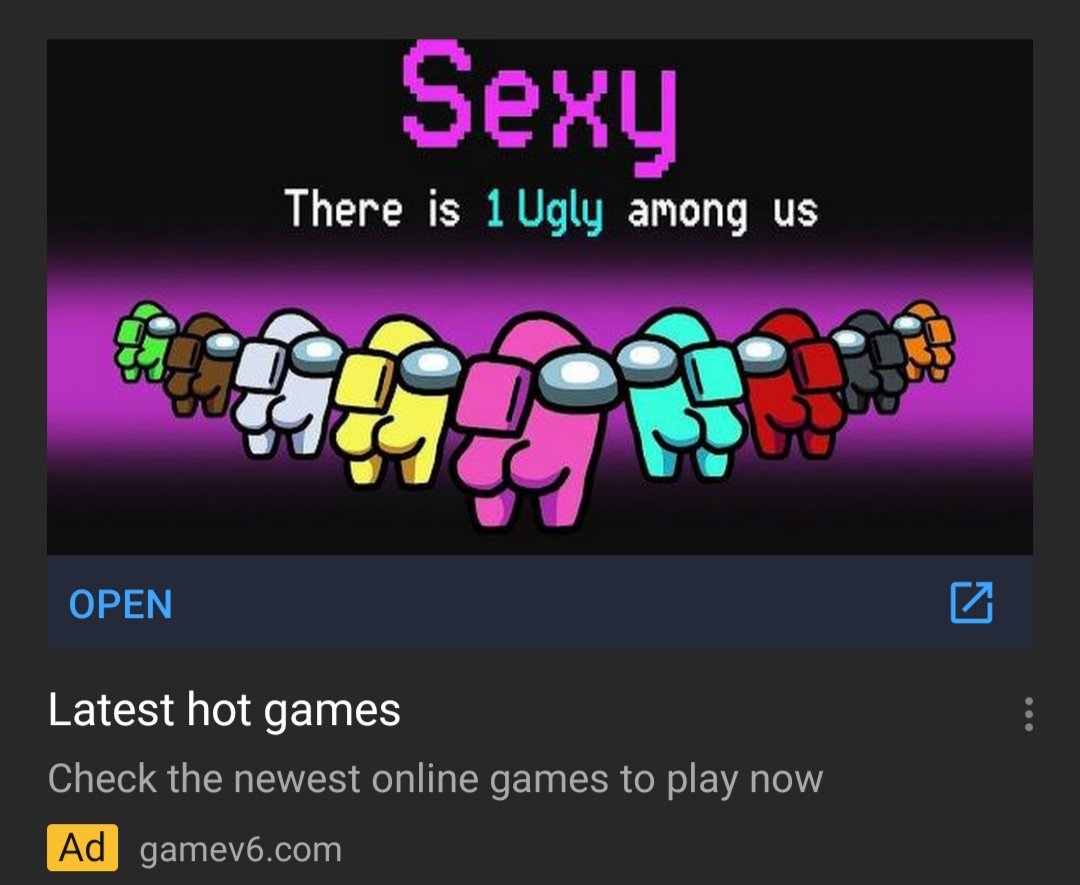 Sexy
There is 1 Ugly among us
OPEN
Latest hot games
Check the newest online games to play now
Ad gamev6.com